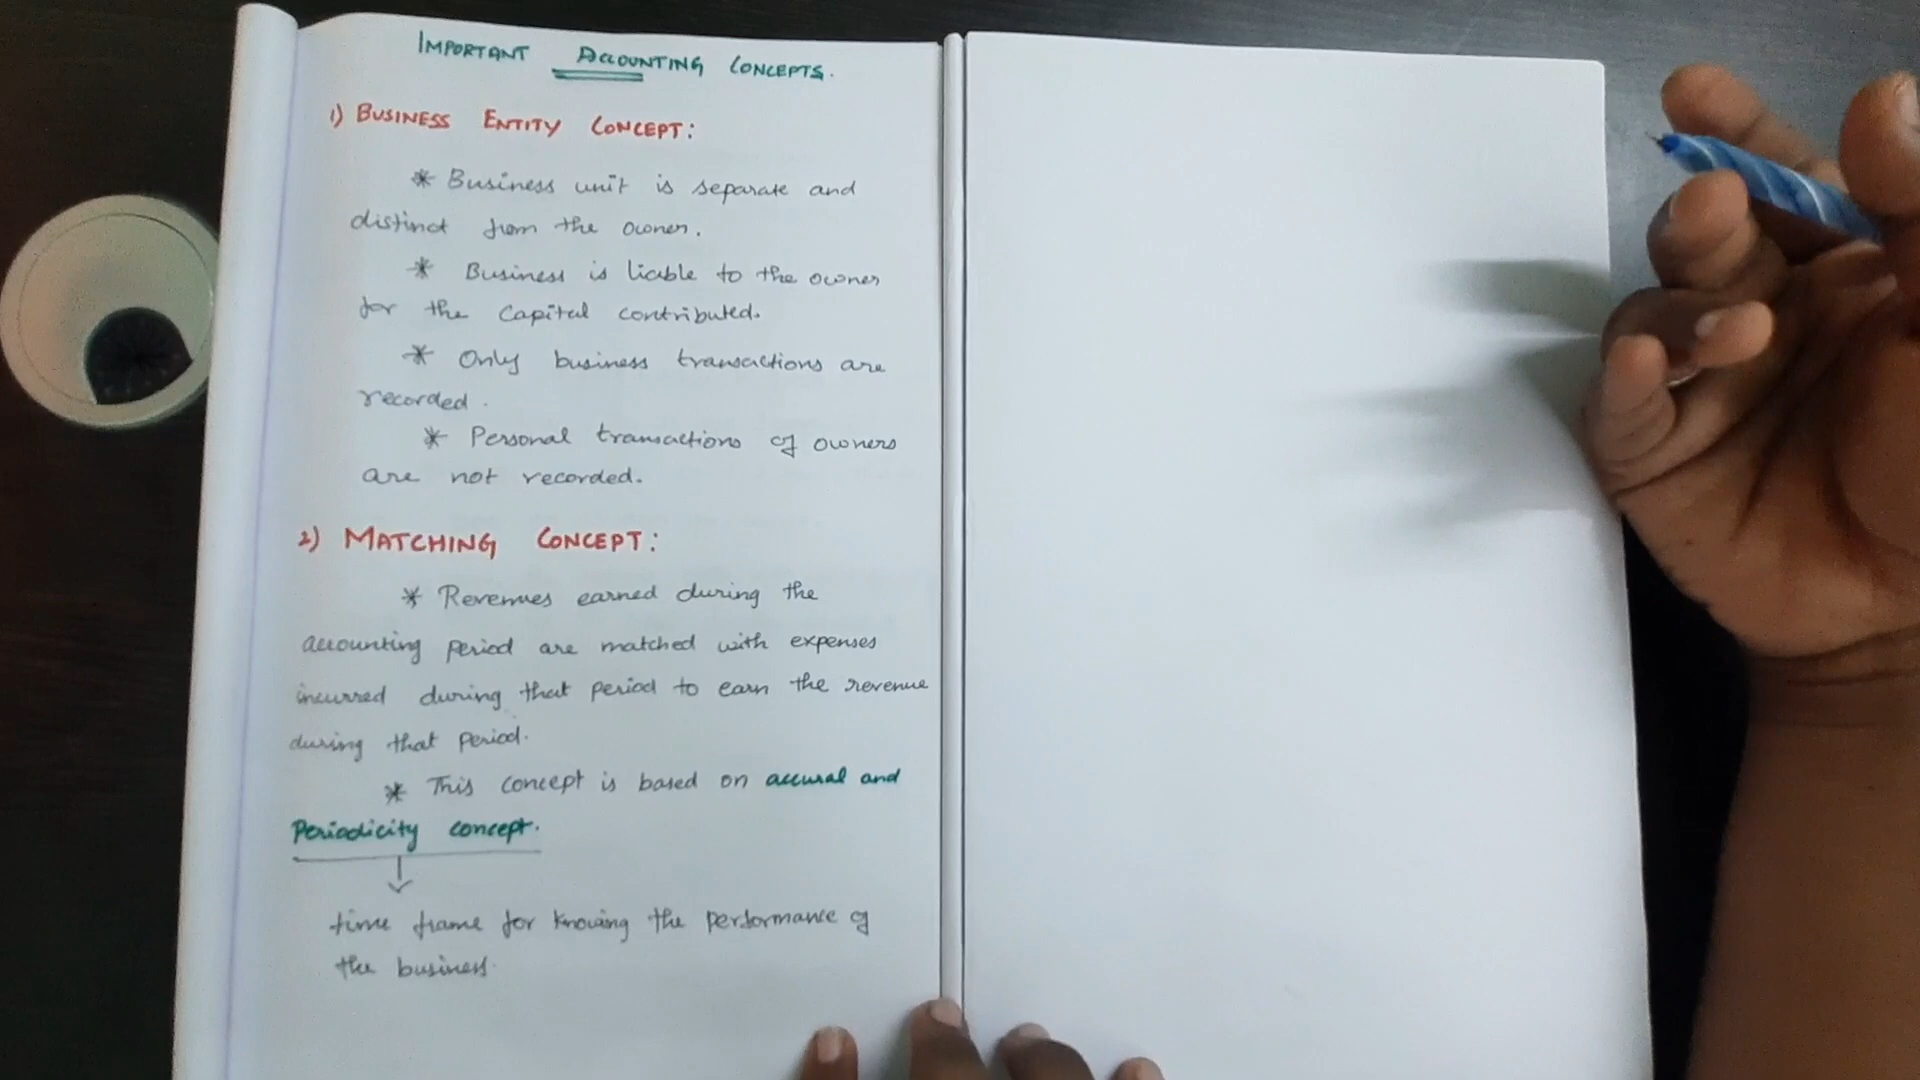 IMPORTANT ACCOUNTING CONCEPTS.
1) BUSINESS ENTITY CONCEPT:
* Business unit is separate and
distinct from the owner.
* Business is liable to the owner
for the capital contributed.
* Only business transactions are
recorded.
* Personal transactions of owners
are not recorded.
2) MATCHING CONCEPT:
* Revenues earned during the
accounting period are matched with expenses
incurred during that period to earn the revenue
during that period.
* This concept is based on accural and
Periodicity concept.
time frame for knowing the performance of
the business.